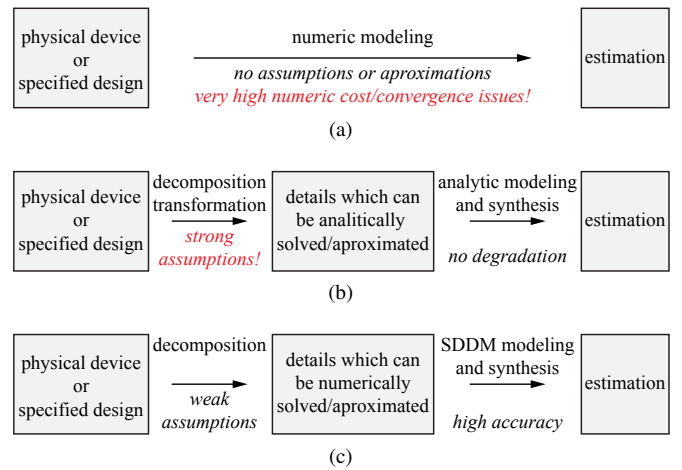 physical device
or
specified design
numeric modeling
no assumptions or aproximations
very high numeric cost/convergence issues!
estimation
(a)
physical device
or
specified design
decomposition
transformation
strong
assumptions!
details which can
be analitically
solved/aproximated
analytic modeling
and synthesis
no degradation
estimation
(b)
physical device
or
specified design
decomposition
weak
assumptions
details which can
be numerically
solved/aproximated
SDDM modeling
and synthesis
high accuracy
estimation
(c)